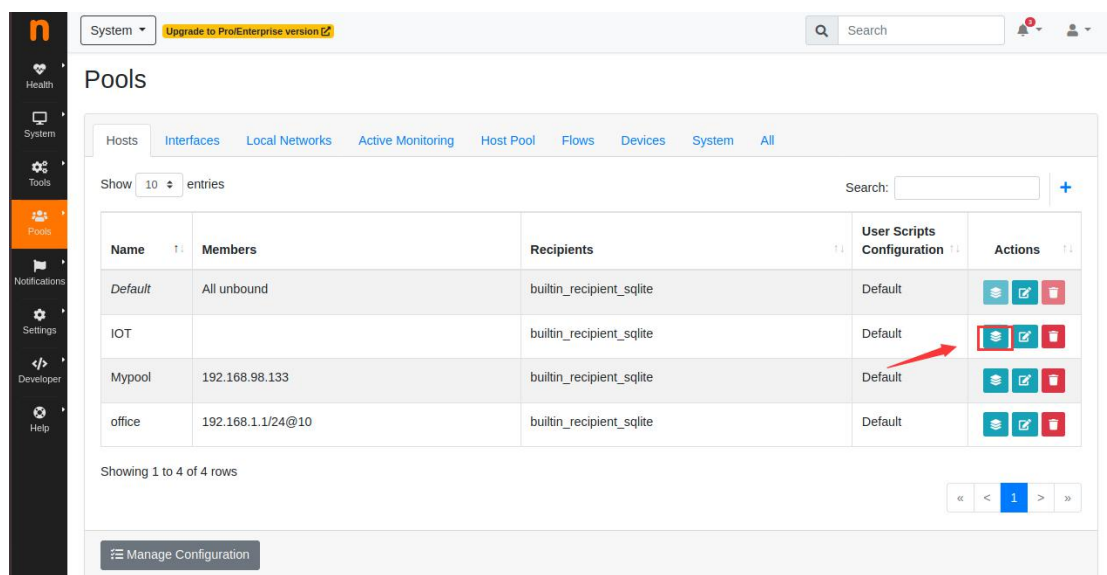 n
System
Upgrade to Pro/Enterprise version
Search
3
Health
System
Tools
Pools
Notifications
Settings
Developer
Help
Pools
Hosts Interfaces Local Networks Active Monitoring Host Pool Flows Devices System All
Show 10 entries
Search:
+
Name Members Recipients User Scripts Configuration Actions
Default All unbound builtin_recipient_sqlite Default
IOT builtin_recipient_sqlite Default
Mypool 192.168.98.133 builtin_recipient_sqlite Default
office 192.168.1.1/24@10 builtin_recipient_sqlite Default
Showing 1 to 4 of 4 rows
« < 1 > »
Manage Configuration